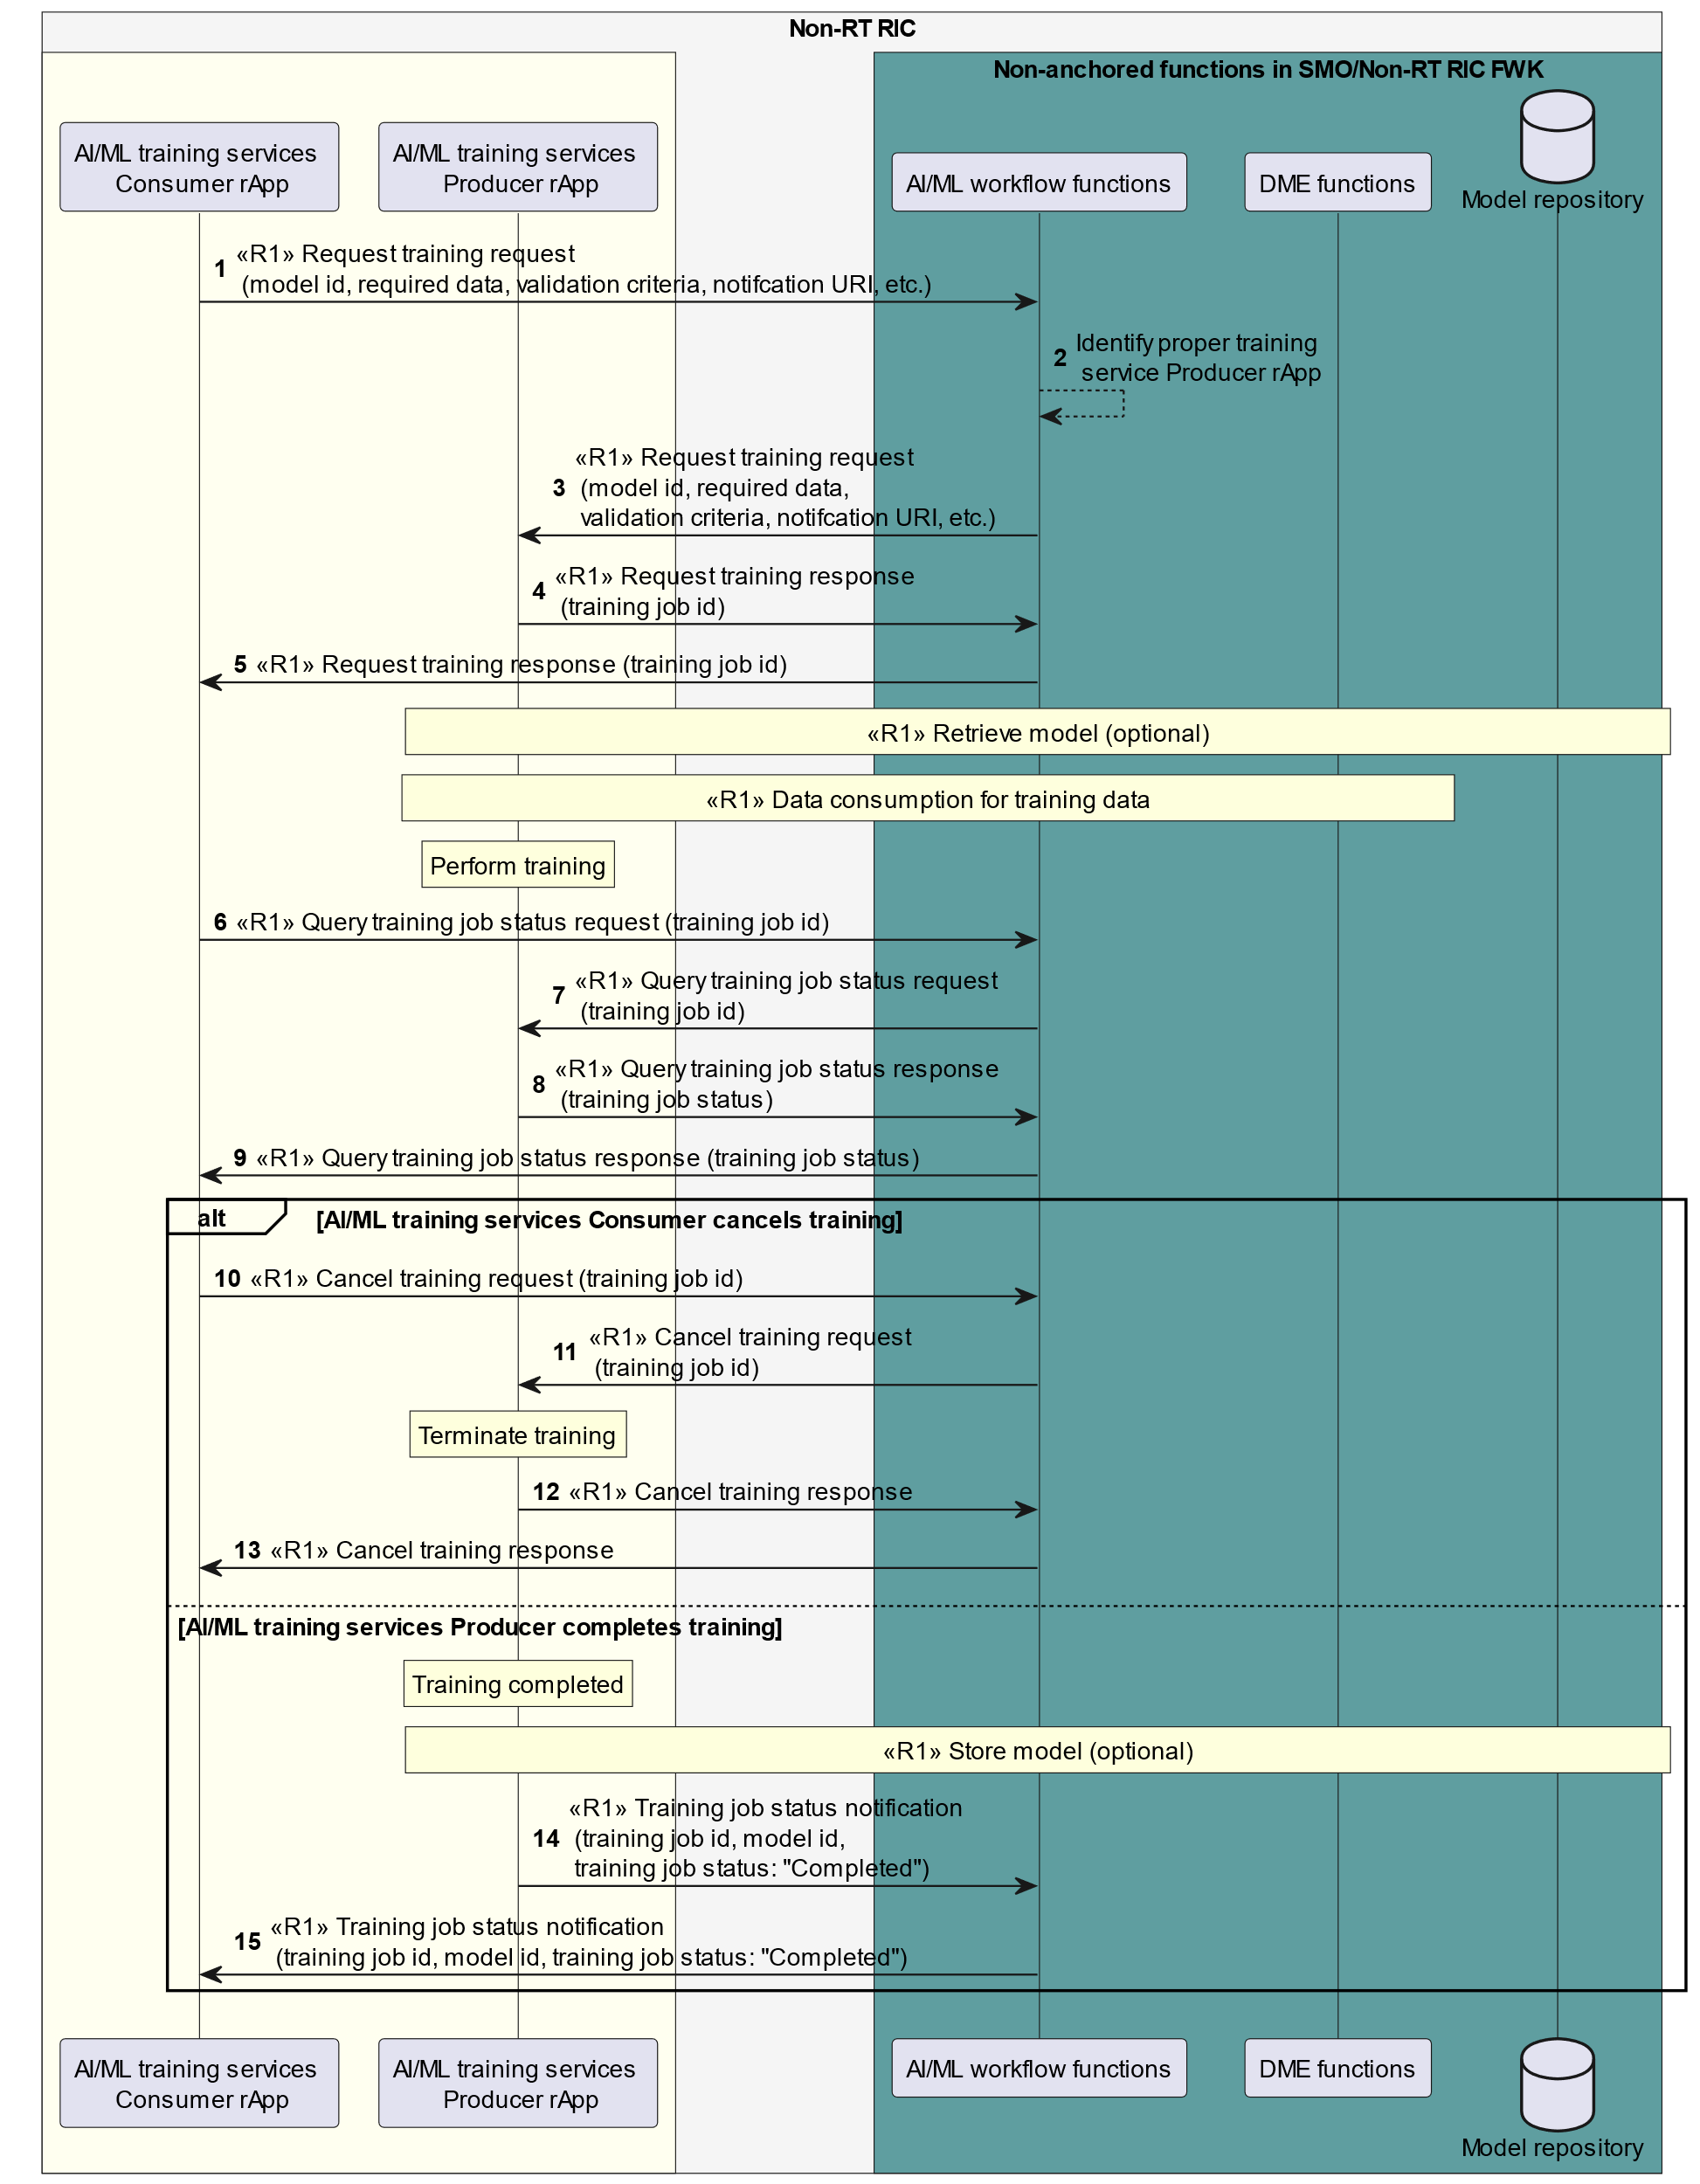 Non-RT RIC
Non-anchored functions in SMO/Non-RT RIC FWK
AI/ML training services
Consumer rApp
AI/ML training services
Producer rApp
AI/ML workflow functions
DME functions
Model repository
1 «R1» Request training request
(model id, required data, validation criteria, notifcation URI, etc.)
2 Identify proper training
service Producer rApp
3 «R1» Request training request
(model id, required data,
validation criteria, notifcation URI, etc.)
4 «R1» Request training response
(training job id)
5 «R1» Request training response (training job id)
«R1» Retrieve model (optional)
«R1» Data consumption for training data
Perform training
6 «R1» Query training job status request (training job id)
7 «R1» Query training job status request
(training job id)
8 «R1» Query training job status response
(training job status)
9 «R1» Query training job status response (training job status)
alt [AI/ML training services Consumer cancels training]
10 «R1» Cancel training request (training job id)
11 «R1» Cancel training request
(training job id)
Terminate training
12 «R1» Cancel training response
13 «R1» Cancel training response
[AI/ML training services Producer completes training]
Training completed
«R1» Store model (optional)
14 «R1» Training job status notification
(training job id, model id,
training job status: "Completed")
15 «R1» Training job status notification
(training job id, model id, training job status: "Completed")
AI/ML training services
Consumer rApp
AI/ML training services
Producer rApp
AI/ML workflow functions
DME functions
Model repository